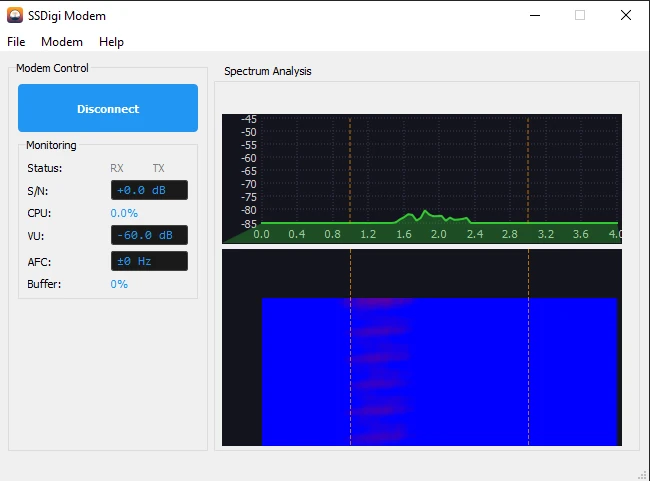 SSDigi Modem
File Modem Help
Modem Control
Disconnect
Monitoring
Status: RX TX
S/N: +0.0 dB
CPU: 0.0%
VU: -60.0 dB
AFC: ±0 Hz
Buffer: 0%
Spectrum Analysis
-45
-50
-55
-60
-65
-70
-75
-80
-85
0.0 0.4 0.8 1.2 1.6 2.0 2.4 2.8 3.2 3.6 4.0